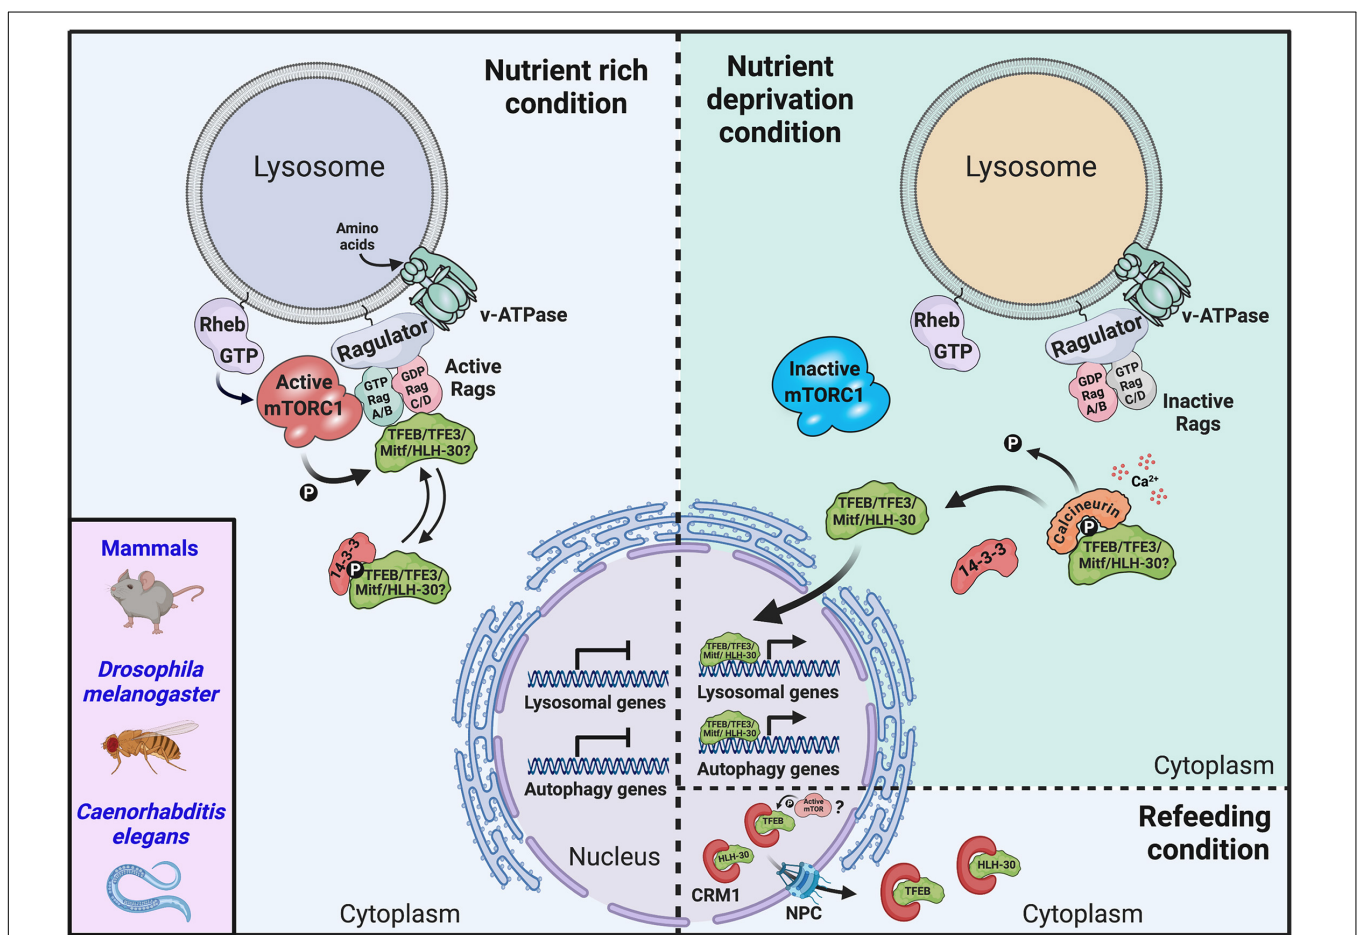 Nutrient rich
condition
Lysosome
Amino
acids
v-ATPase
Rheb
GTP
Ragulator
Active
Rags
GTP
Rag
A/B
GDP
Rag
C/D
Active
mTORC1
TFEB/TFE3/
Mitf/HLH-30?
P
14-3-3
P
TFEB/TFE3/
Mitf/HLH-30?
Mammals
Drosophila
melanogaster
Caenorhabditis
elegans
Lysosomal genes
Autophagy genes
Nucleus
Cytoplasm
Nutrient
deprivation
condition
Lysosome
v-ATPase
Rheb
GTP
Ragulator
GDP
Rag
A/B
GTP
Rag
C/D
Inactive
Rags
Inactive
mTORC1
P
Ca2+
Calcineurin
P
TFEB/TFE3/
Mitf/HLH-30
14-3-3
TFEB/TFE3/
Mitf/HLH-30
TFEB/TFE3/
Mitf/ HLH-30
Lysosomal genes
TFEB/TFE3/
Mitf/ HLH-30
Autophagy genes
Cytoplasm
Refeeding
condition
P
Active
mTOR
?
TFEB
HLH-30
CRM1
NPC
TFEB
HLH-30
Cytoplasm